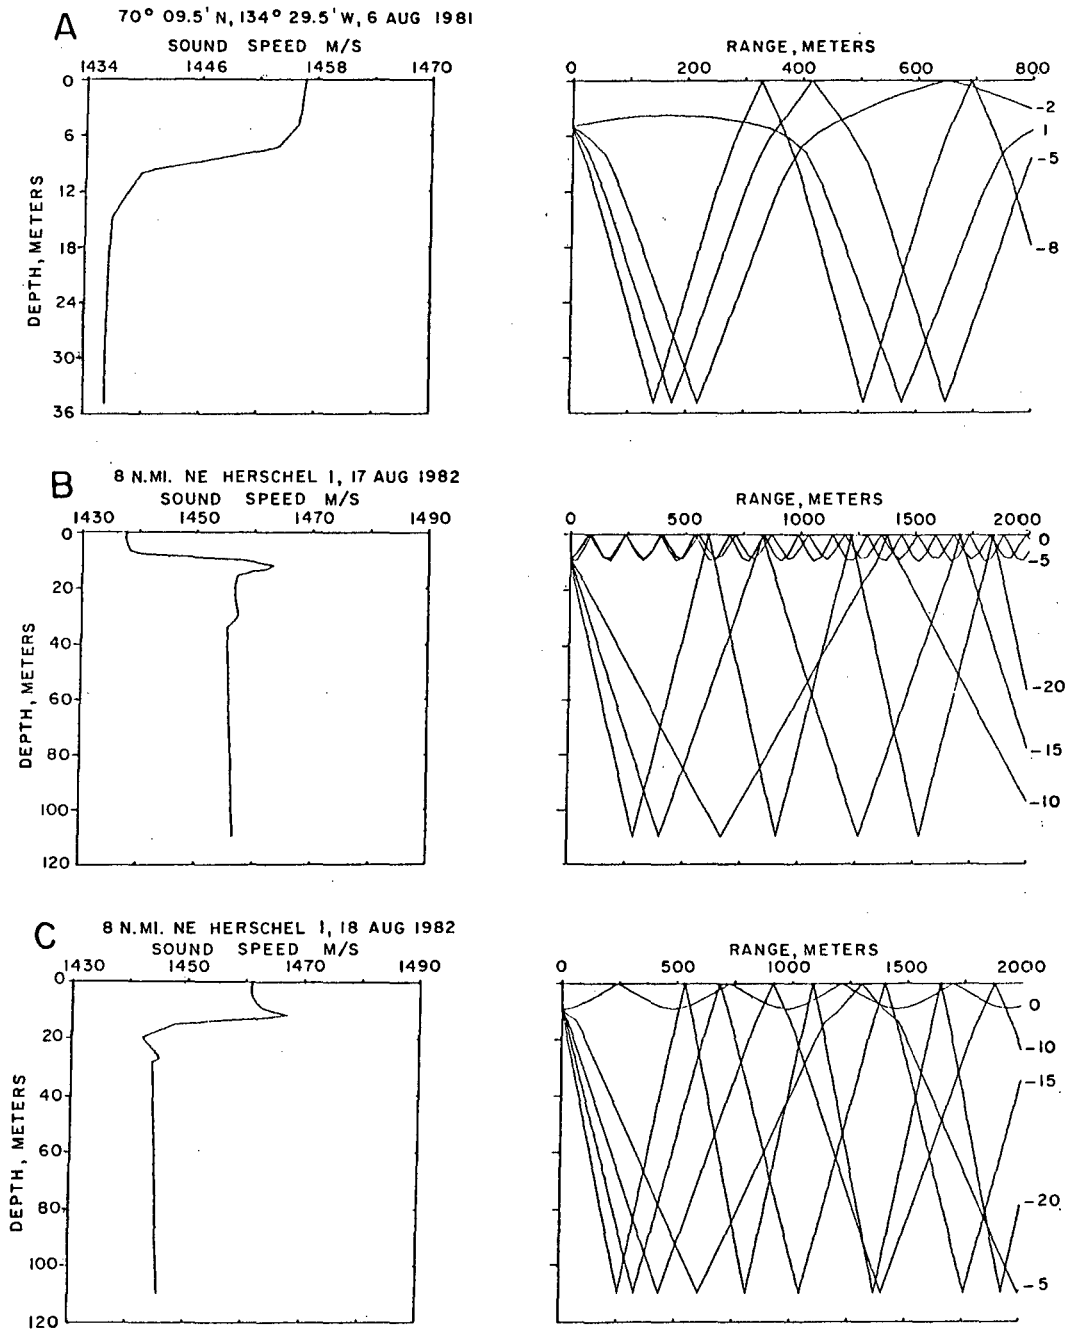 A
70° 09.5' N, 134° 29.5' W, 6 AUG 1981
SOUND SPEED M/S
1434 1446 1458 1470
0
6
12
18
24
30
36
DEPTH, METERS
RANGE, METERS
0 200 400 600 800
-2
1
-5
-8
B
8 N.MI. NE HERSCHEL I, 17 AUG 1982
SOUND SPEED M/S
1430 1450 1470 1490
0
20
40
60
80
100
120
DEPTH, METERS
RANGE, METERS
0 500 1000 1500 2000
0
-5
-20
-15
-10
C
8 N.MI. NE HERSCHEL I, 18 AUG 1982
SOUND SPEED M/S
1430 1450 1470 1490
0
20
40
60
80
100
120
DEPTH, METERS
RANGE, METERS
0 500 1000 1500 2000
0
-10
-15
-20
-5